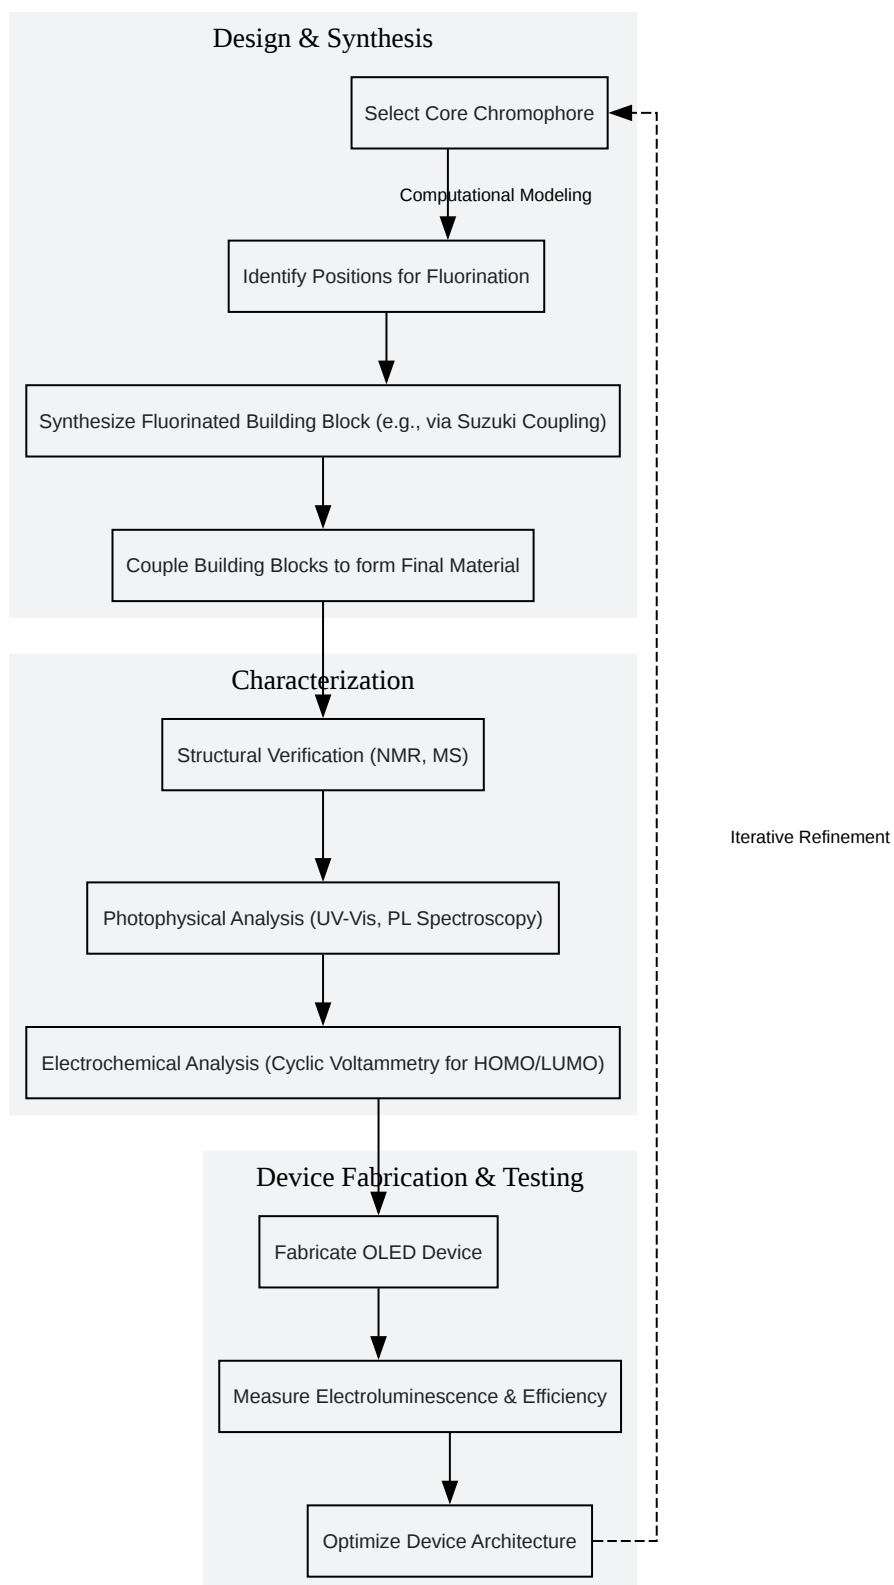 Design & Synthesis
Select Core Chromophore
Computational Modeling
Identify Positions for Fluorination
Synthesize Fluorinated Building Block (e.g., via Suzuki Coupling)
Couple Building Blocks to form Final Material
Characterization
Structural Verification (NMR, MS)
Iterative Refinement
Photophysical Analysis (UV-Vis, PL Spectroscopy)
Electrochemical Analysis (Cyclic Voltammetry for HOMO/LUMO)
Device Fabrication & Testing
Fabricate OLED Device
Measure Electroluminescence & Efficiency
Optimize Device Architecture